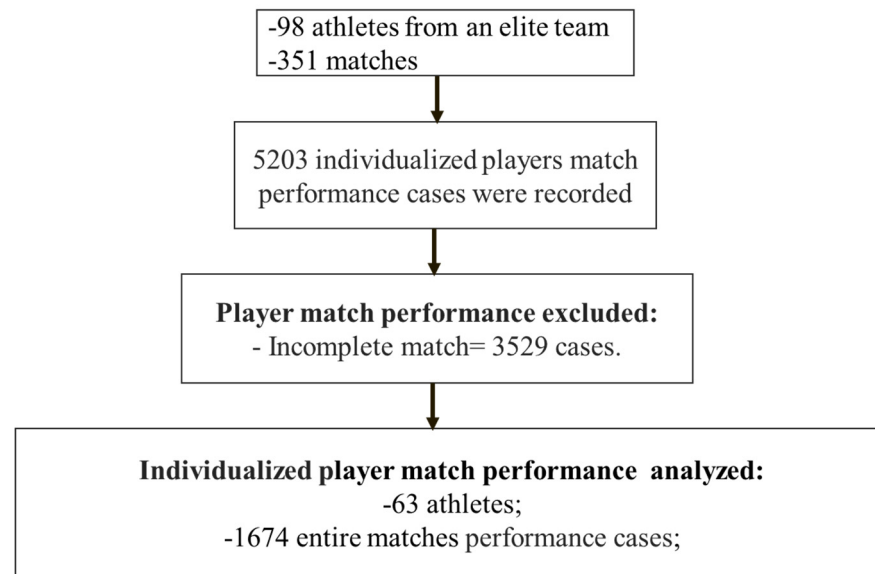 -98 athletes from an elite team
-351 matches
5203 individualized players match
performance cases were recorded
Player match performance excluded:
- Incomplete match= 3529 cases.
Individualized player match performance analyzed:
-63 athletes;
-1674 entire matches performance cases;